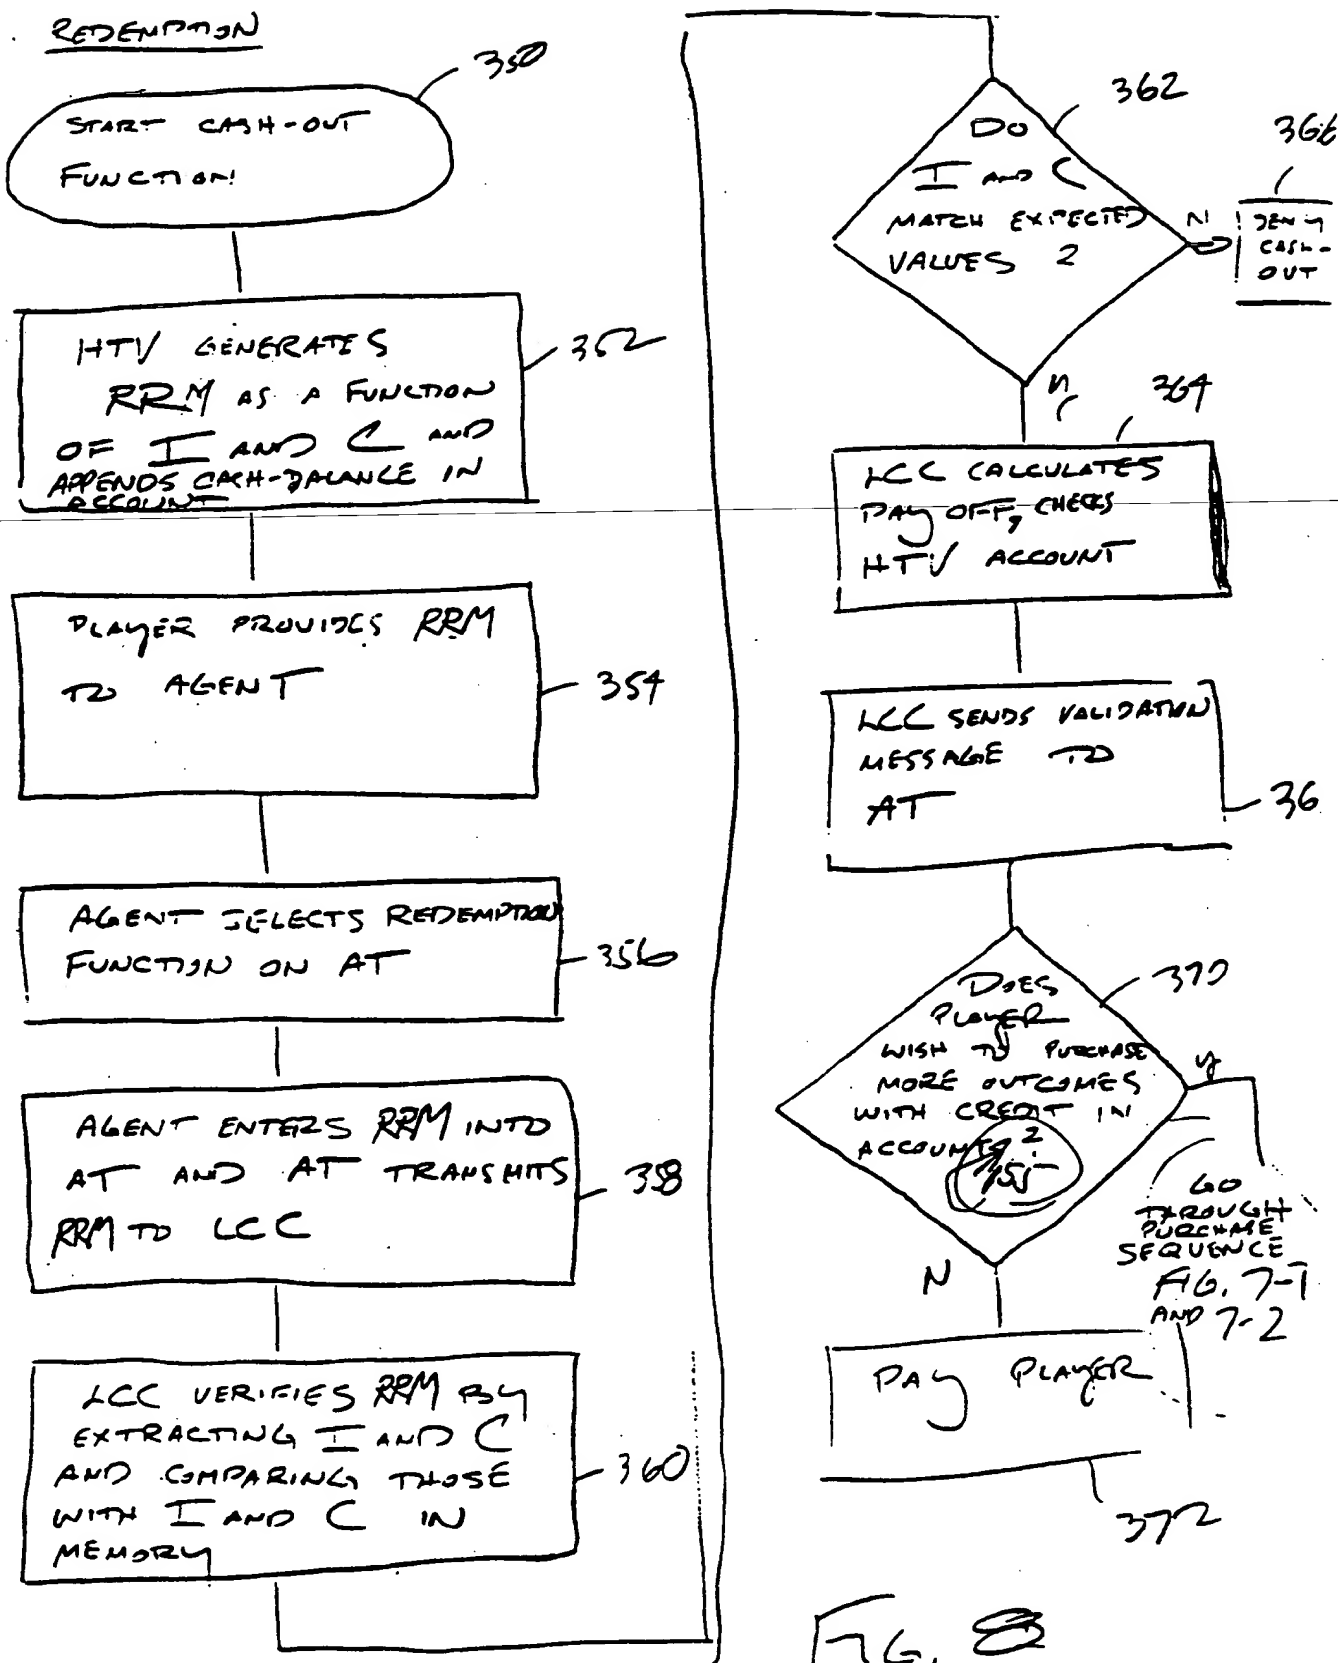 REDEMPTION
350
START CASH-OUT
FUNCTION!
HTV GENERATES
RRM AS A FUNCTION
OF I AND C AND
APPENDS CASH-BALANCE IN
ACCOUNT
352
PLAYER PROVIDES RRM
TO AGENT
354
AGENT SELECTS REDEMPTION
FUNCTION ON AT
356
AGENT ENTERS RRM INTO
AT AND AT TRANSMITS
RRM TO LCC
358
LCC VERIFIES RRM BY
EXTRACTING I AND C
AND COMPARING THOSE
WITH I AND C IN
MEMORY
360
362
DO
I AND C
MATCH EXPECTED
VALUES ?
N
366
DENY
CASH-
OUT
364
LCC CALCULATES
PAY OFF, CHECKS
HTV ACCOUNT
LCC SENDS VALIDATION
MESSAGE TO
AT
36
370
DOES
PLAYER
WISH TO PURCHASE
MORE OUTCOMES
WITH CREDIT IN
ACCOUNT ?
Y
GO
THROUGH
PURCHASE
SEQUENCE
FIG. 7-1
AND 7-2
N
PAY PLAYER
372
FIG. 8